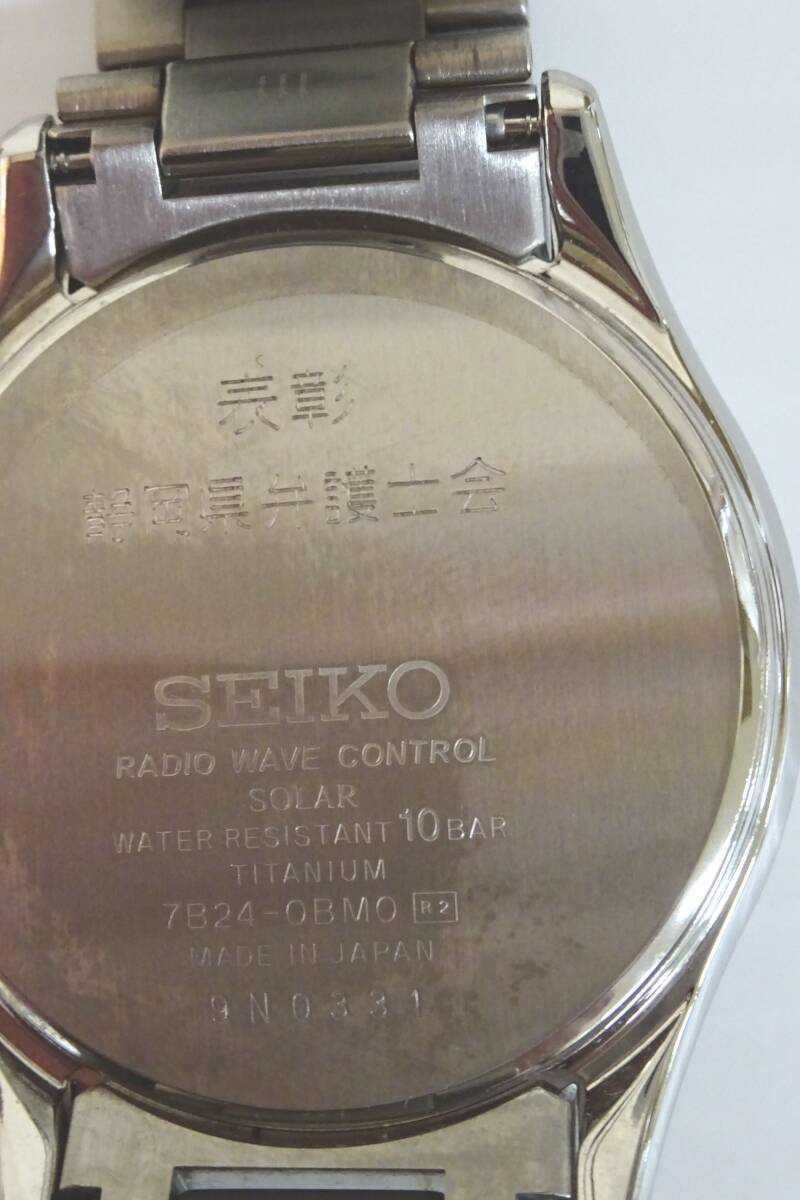 表彰
静岡県弁護士会
SEIKO
RADIO WAVE CONTROL
SOLAR
WATER RESISTANT 10 BAR
TITANIUM
7B24-0BM0 R2
MADE IN JAPAN
9N0331